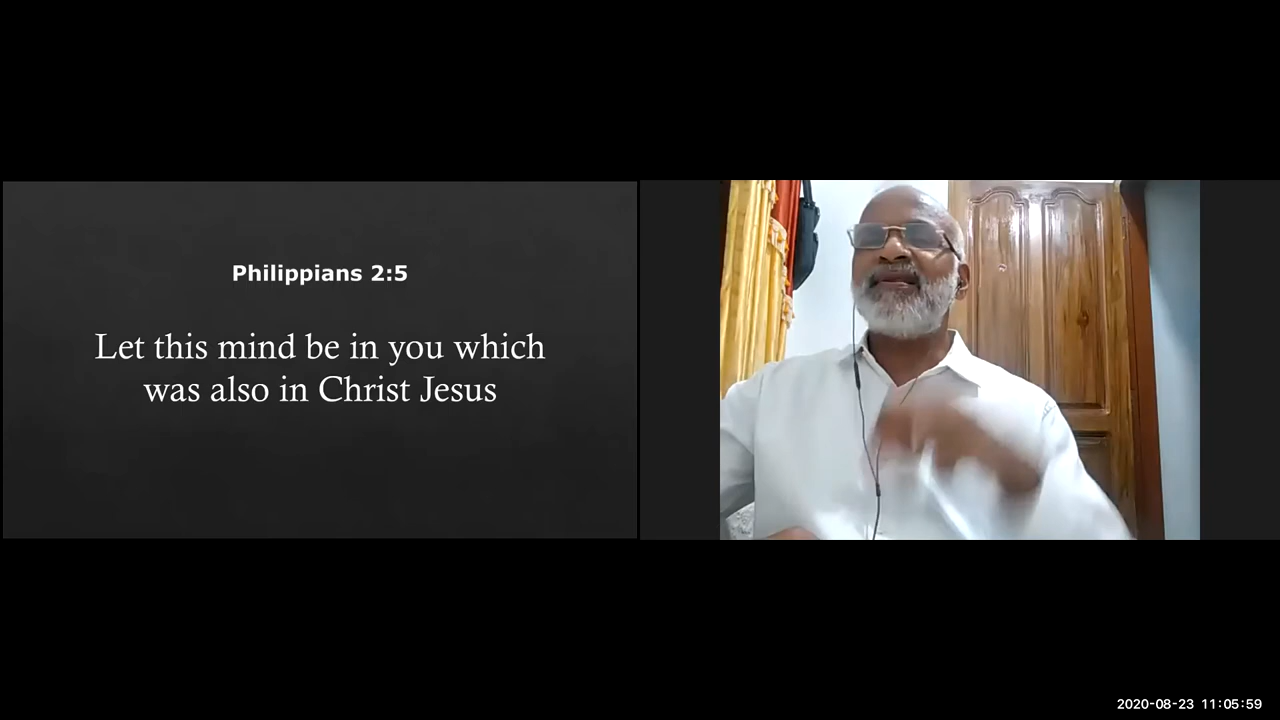 Philippians 2:5
Let this mind be in you which
was also in Christ Jesus
2020-08-23 11:05:59